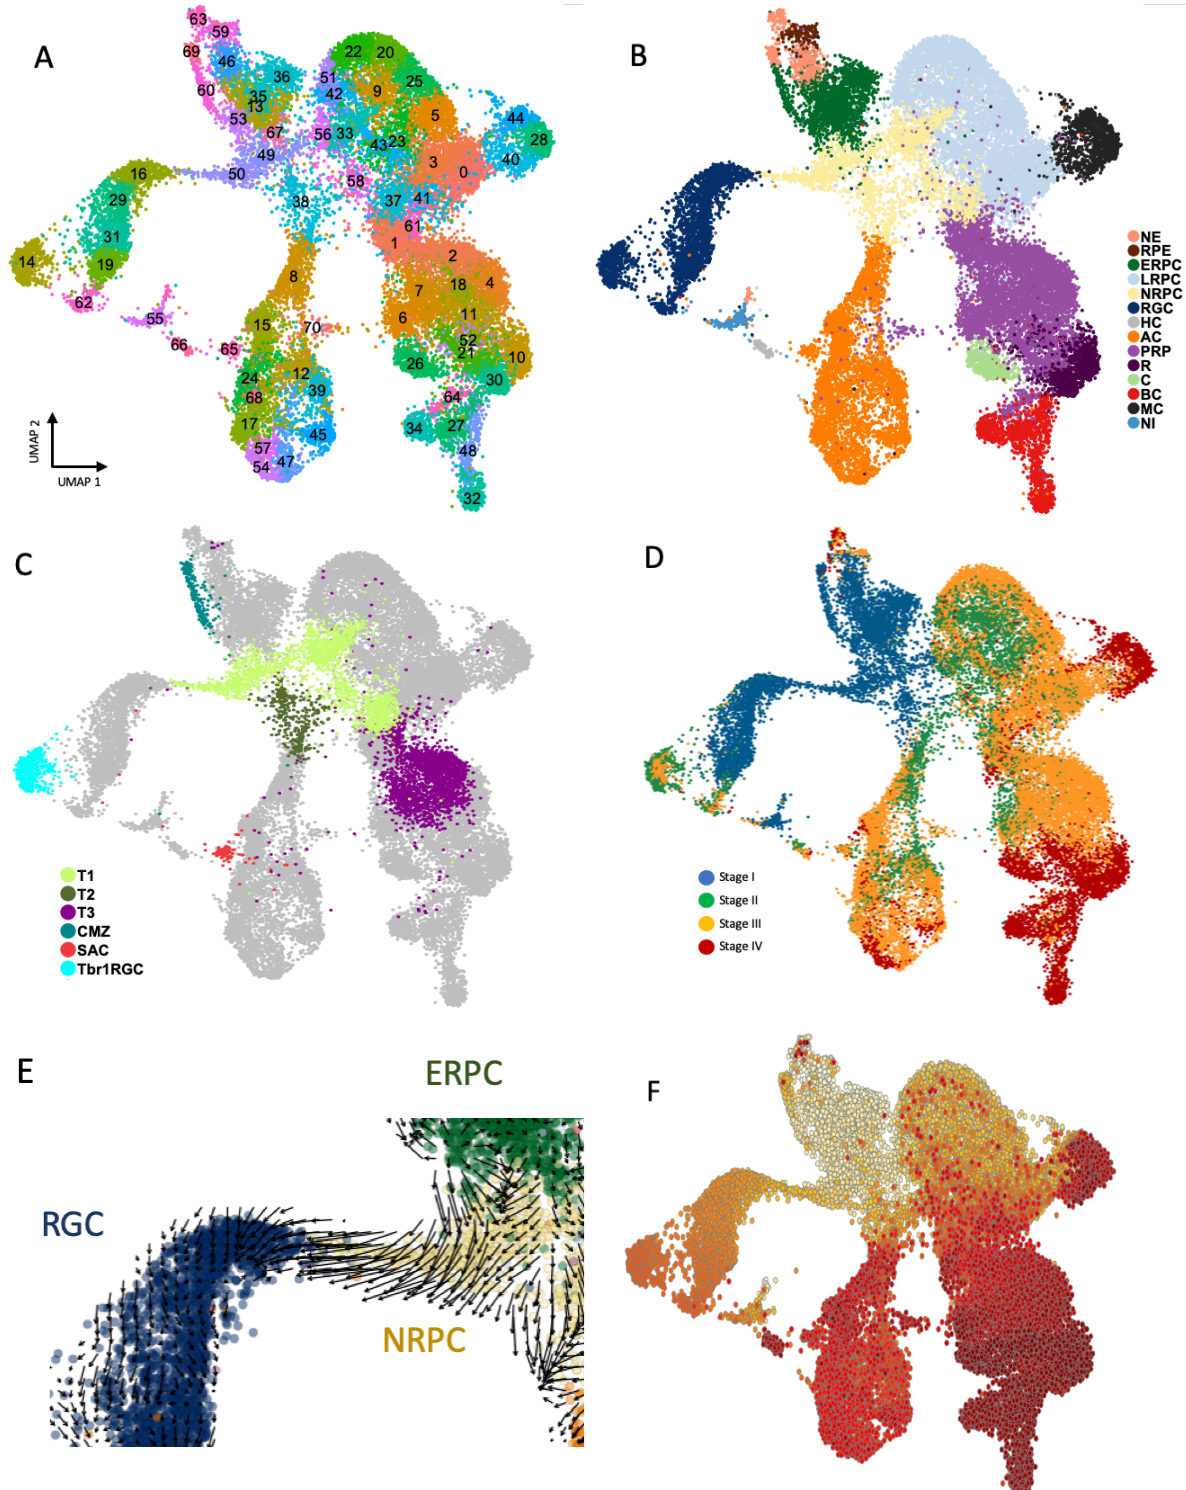 A
63
59
69
46
36
60
35
13
53
67
49
50
16
29
31
19
14
62
55
66
22
20
51
42
9
25
5
56
33
43
23
44
28
40
3
0
58
37
41
38
61
1
2
8
7
18
4
6
11
15
70
52
21
10
65
26
30
12
24
39
68
64
17
34
27
45
57
48
54
47
32
UMAP 2
UMAP 1
B
NE
RPE
ERPC
LRPC
NRPC
RGC
HC
AC
PRP
R
C
BC
MC
NI
C
T1
T2
T3
CMZ
SAC
Tbr1RGC
D
Stage I
Stage II
Stage III
Stage IV
E
ERPC
RGC
NRPC
F